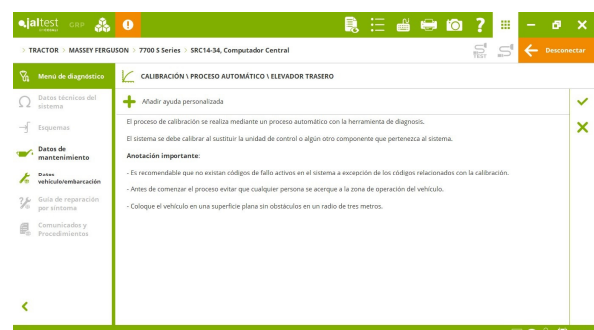 jaltest GRP
> TRACTOR > MASSEY FERGUSON > 7700 S Series > SRC14-34, Computador Central
TEST
Desconectar
Menú de diagnóstico
CALIBRACIÓN \ PROCESO AUTOMÁTICO \ ELEVADOR TRASERO
Datos técnicos del sistema
Esquemas
Datos de mantenimiento
Datos vehículo/embarcación
Guía de reparación por síntoma
Comunicados y Procedimientos
Añadir ayuda personalizada
El proceso de calibración se realiza mediante un proceso automático con la herramienta de diagnosis.
El sistema se debe calibrar al sustituir la unidad de control o algún otro componente que pertenezca al sistema.
Anotación importante:
- Es recomendable que no existan códigos de fallo activos en el sistema a excepción de los códigos relacionados con la calibración.
- Antes de comenzar el proceso evitar que cualquier persona se acerque a la zona de operación del vehículo.
- Coloque el vehículo en una superficie plana sin obstáculos en un radio de tres metros.